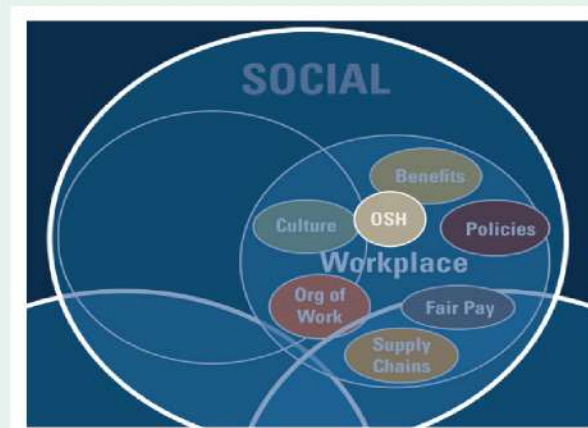 SOCIAL
Benefits
OSH
Culture
Policies
Workplace
Org of
Work
Fair Pay
Supply
Chains